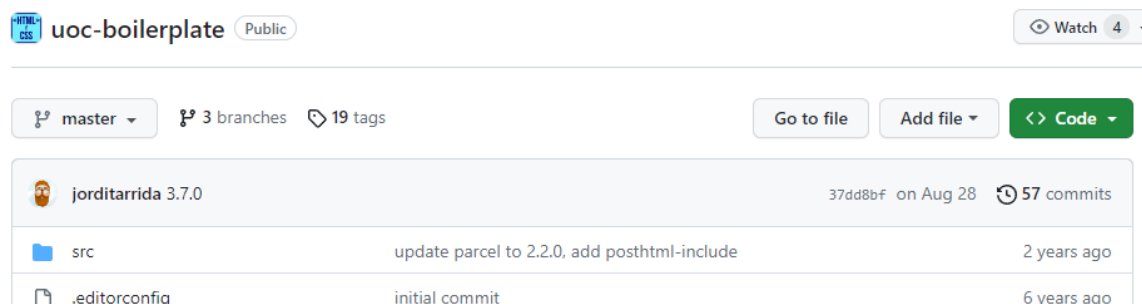 HTML
CSS
uoc-boilerplate Public Watch 4
master 3 branches 19 tags Go to file Add file <> Code
jorditarrida 3.7.0 37dd8bf on Aug 28 57 commits
src update parcel to 2.2.0, add posthtml-include 2 years ago
.editorconfig initial commit 6 years ago